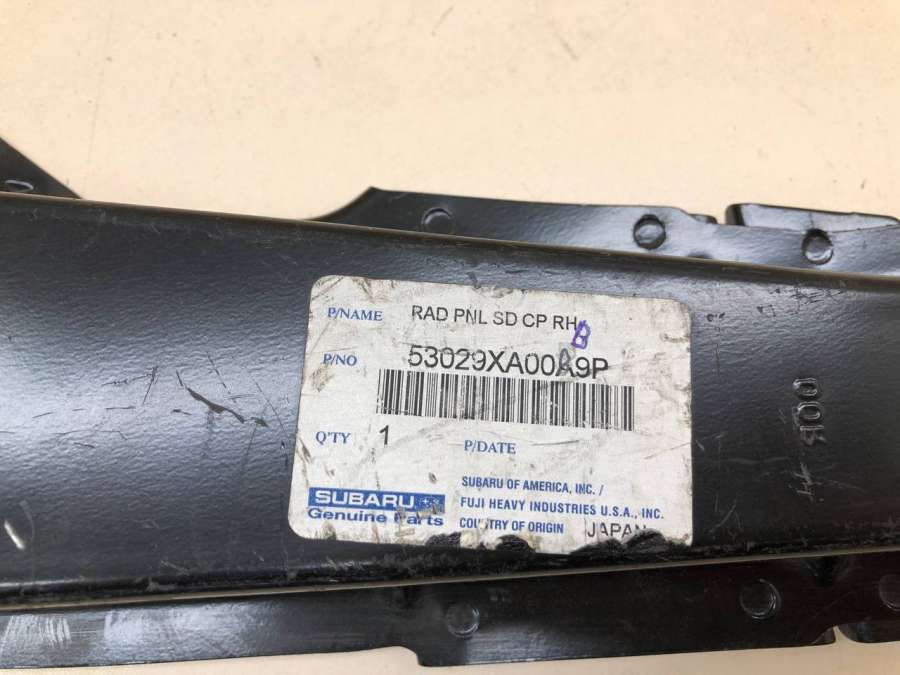 P/NAME RAD PNL SD CP RH
B
P/NO 53029XA00A9P
Q'TY 1 P/DATE
SUBARU OF AMERICA, INC. /
FUJI HEAVY INDUSTRIES U.S.A., INC.
COUNTRY OF ORIGIN JAPAN
SUBARU
Genuine Parts
00B